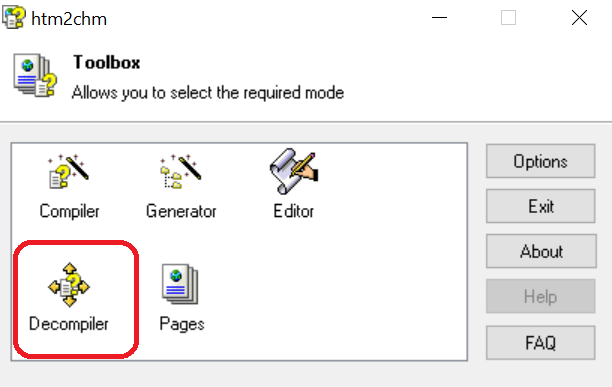 htm2chm
Toolbox
Allows you to select the required mode
Compiler
Generator
Editor
Decompiler
Pages
Options
Exit
About
Help
FAQ